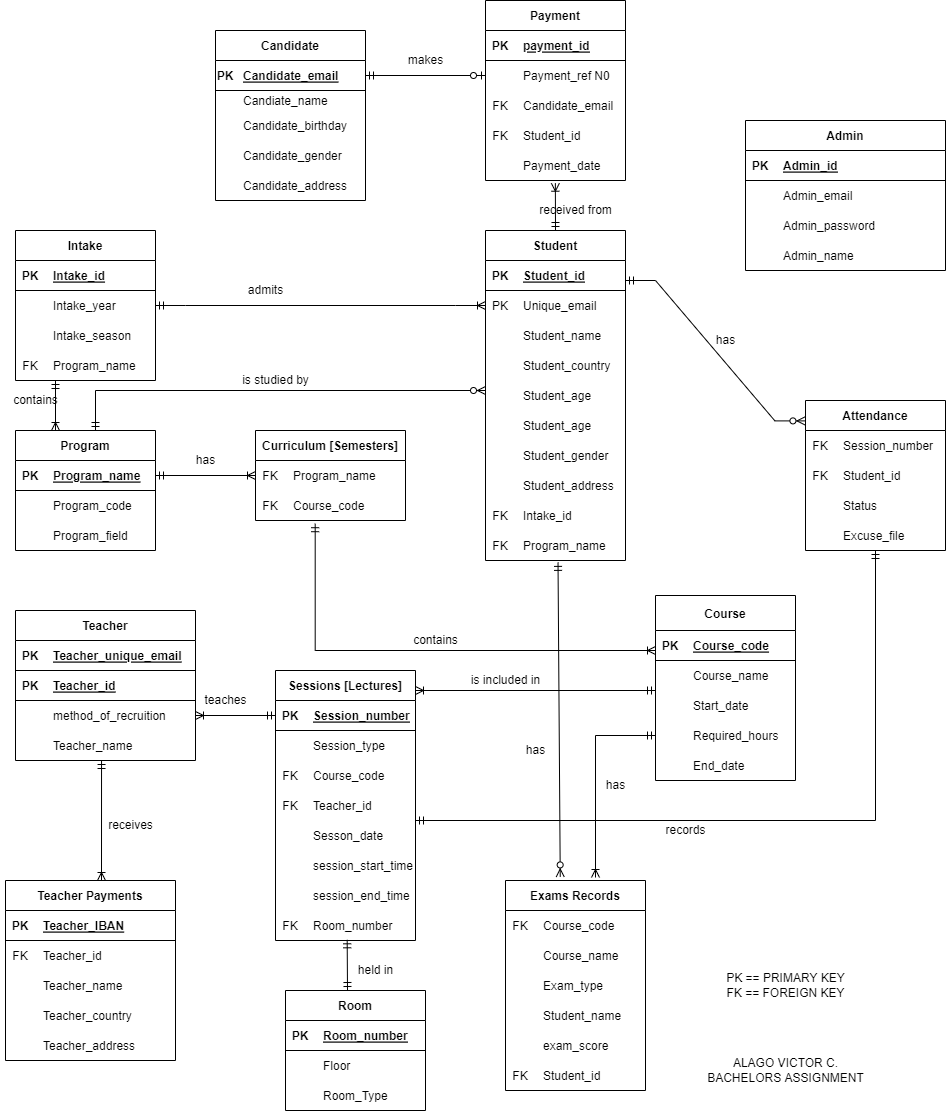 Payment
PK payment_id
Payment_ref N0
FK Candidate_email
FK Student_id
Payment_date
Candidate
PK Candidate_email
Candiate_name
Candidate_birthday
Candidate_gender
Candidate_address
makes
Admin
PK Admin_id
Admin_email
Admin_password
Admin_name
received from
Intake
PK Intake_id
Intake_year
Intake_season
FK Program_name
admits
Student
PK Student_id
PK Unique_email
Student_name
Student_country
Student_age
Student_age
Student_gender
Student_address
FK Intake_id
FK Program_name
has
is studied by
contains
Attendance
FK Session_number
FK Student_id
Status
Excuse_file
Program
PK Program_name
Program_code
Program_field
has
Curriculum [Semesters]
FK Program_name
FK Course_code
contains
Course
PK Course_code
Course_name
Start_date
Required_hours
End_date
Teacher
PK Teacher_unique_email
PK Teacher_id
method_of_recruition
Teacher_name
teaches
Sessions [Lectures]
PK Session_number
Session_type
FK Course_code
FK Teacher_id
Sesson_date
session_start_time
session_end_time
FK Room_number
is included in
has
has
records
receives
Teacher Payments
PK Teacher_IBAN
FK Teacher_id
Teacher_name
Teacher_country
Teacher_address
held in
Room
PK Room_number
Floor
Room_Type
Exams Records
FK Course_code
Course_name
Exam_type
Student_name
exam_score
FK Student_id
PK == PRIMARY KEY
FK == FOREIGN KEY
ALAGO VICTOR C.
BACHELORS ASSIGNMENT